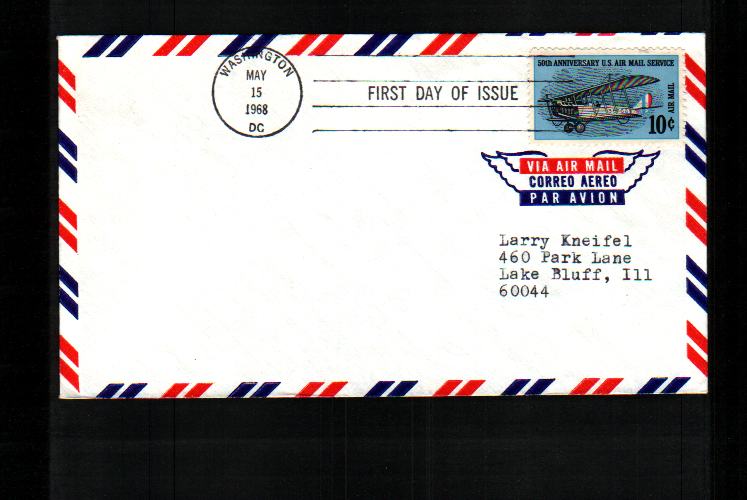 WASHINGTON
MAY
15
1968
DC
FIRST DAY OF ISSUE
50th ANNIVERSARY U.S. AIR MAIL SERVICE
AIR MAIL
10¢
VIA AIR MAIL
CORREO AEREO
PAR AVION
Larry Kneifel
460 Park Lane
Lake Bluff, Ill
60044